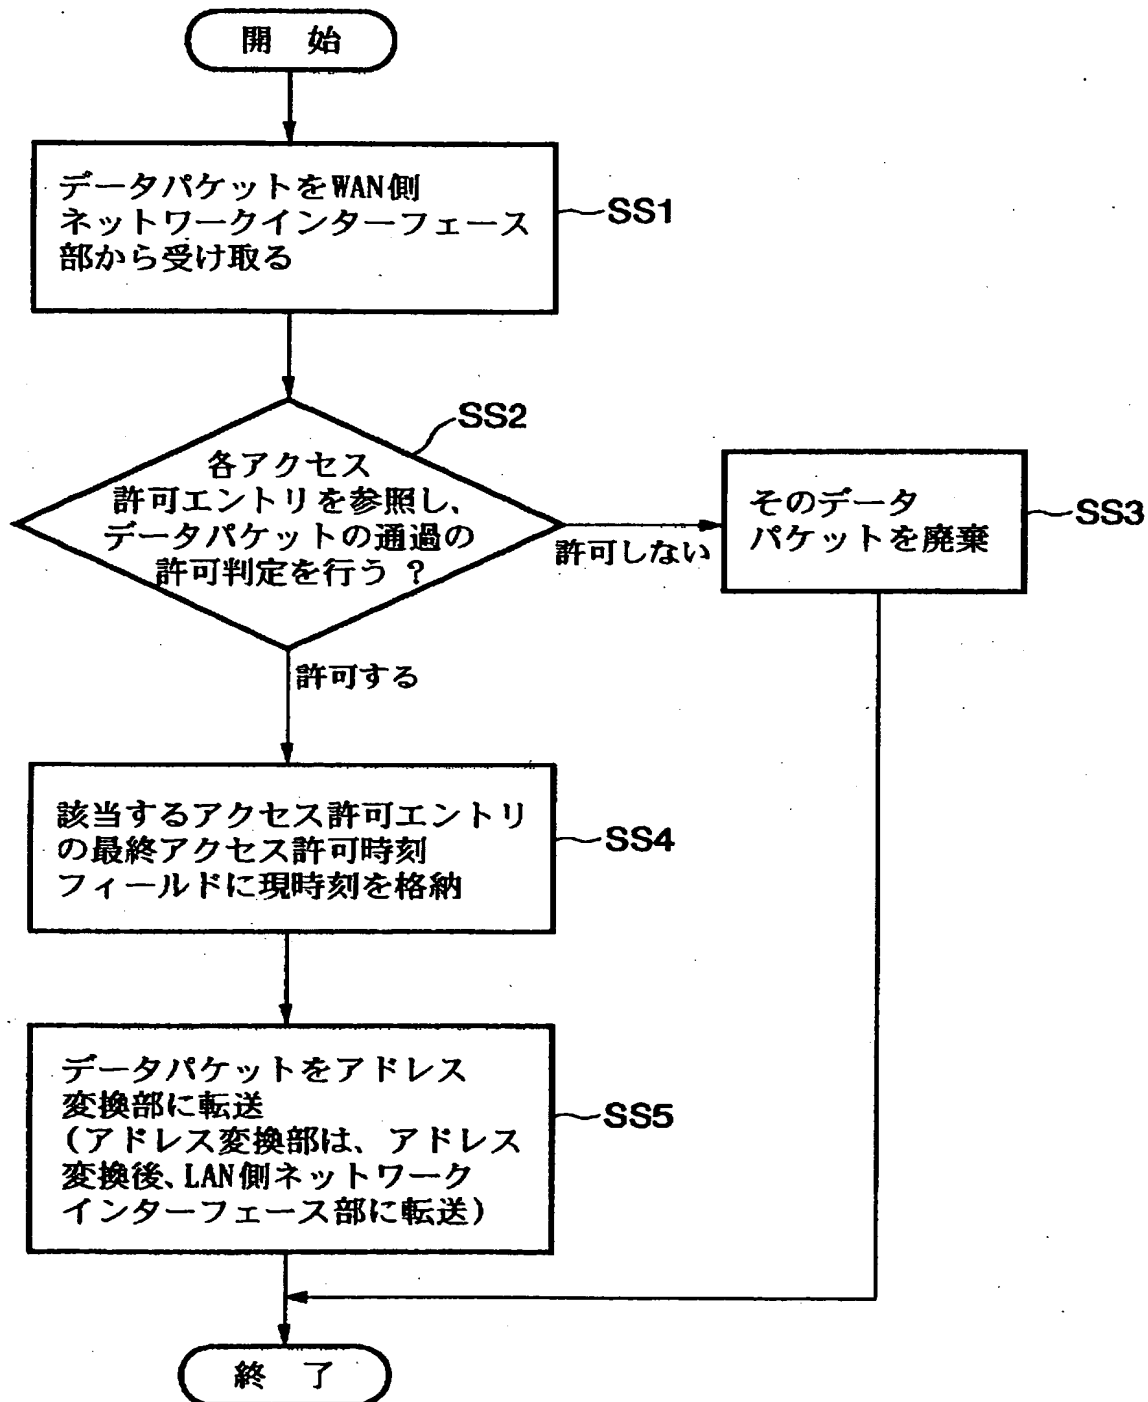 開 始
データパケットをWAN側
ネットワークインターフェース
部から受け取る
SS1
SS2
各アクセス
許可エントリを参照し、
データパケットの通過の
許可判定を行う ?
許可しない
そのデータ
パケットを廃棄
SS3
許可する
該当するアクセス許可エントリ
の最終アクセス許可時刻
フィールドに現時刻を格納
SS4
データパケットをアドレス
変換部に転送
(アドレス変換部は、アドレス
変換後、LAN側ネットワーク
インターフェース部に転送)
SS5
終 了